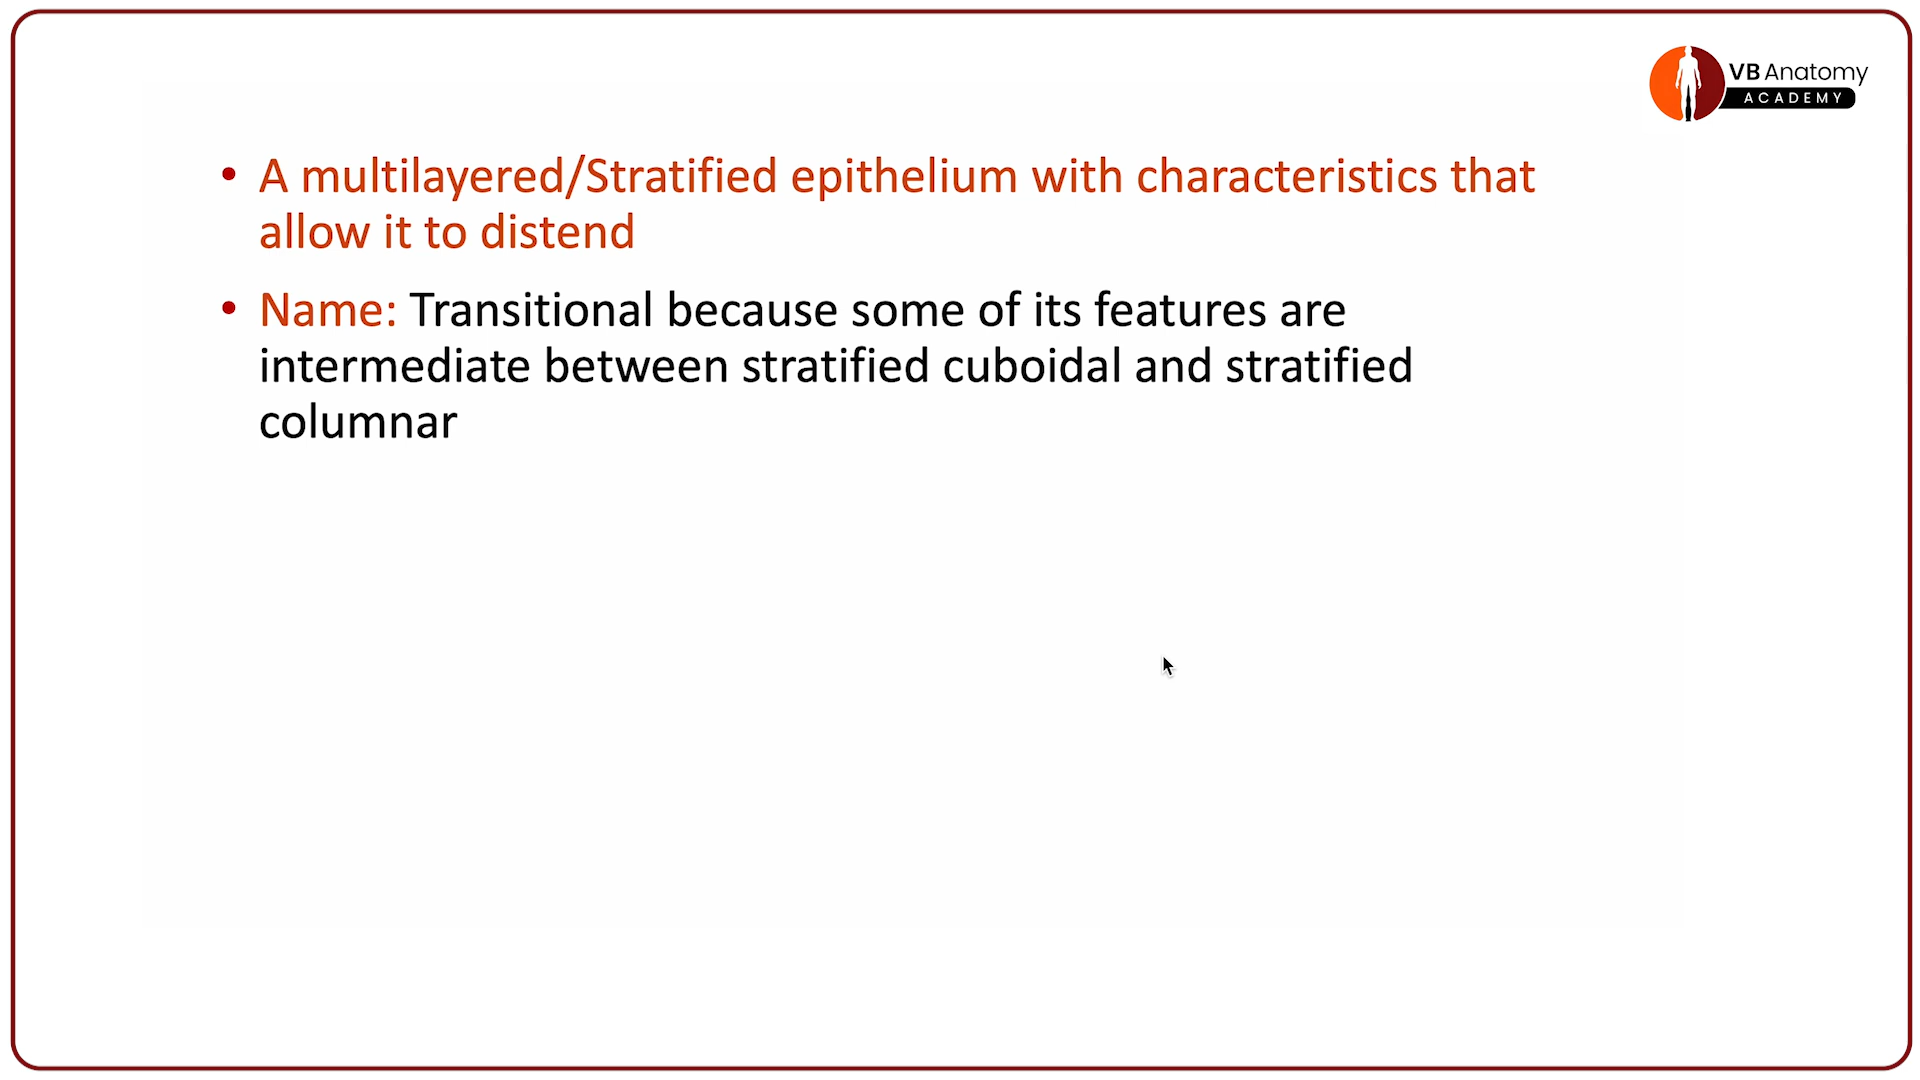 VB Anatomy
ACADEMY
• A multilayered/Stratified epithelium with characteristics that
allow it to distend
• Name: Transitional because some of its features are
intermediate between stratified cuboidal and stratified
columnar